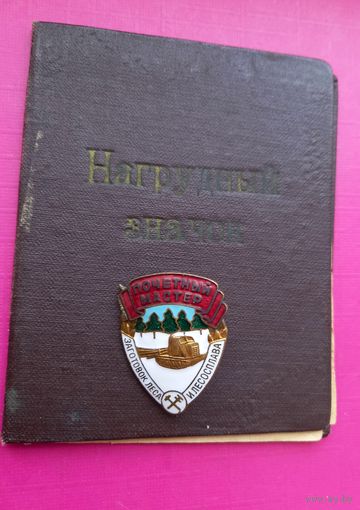 Нагрудный
значок
ПОЧЕТНЫЙ
МАСТЕР
ЗАГОТОВОК ЛЕСА
И ЛЕСОСПЛАВА